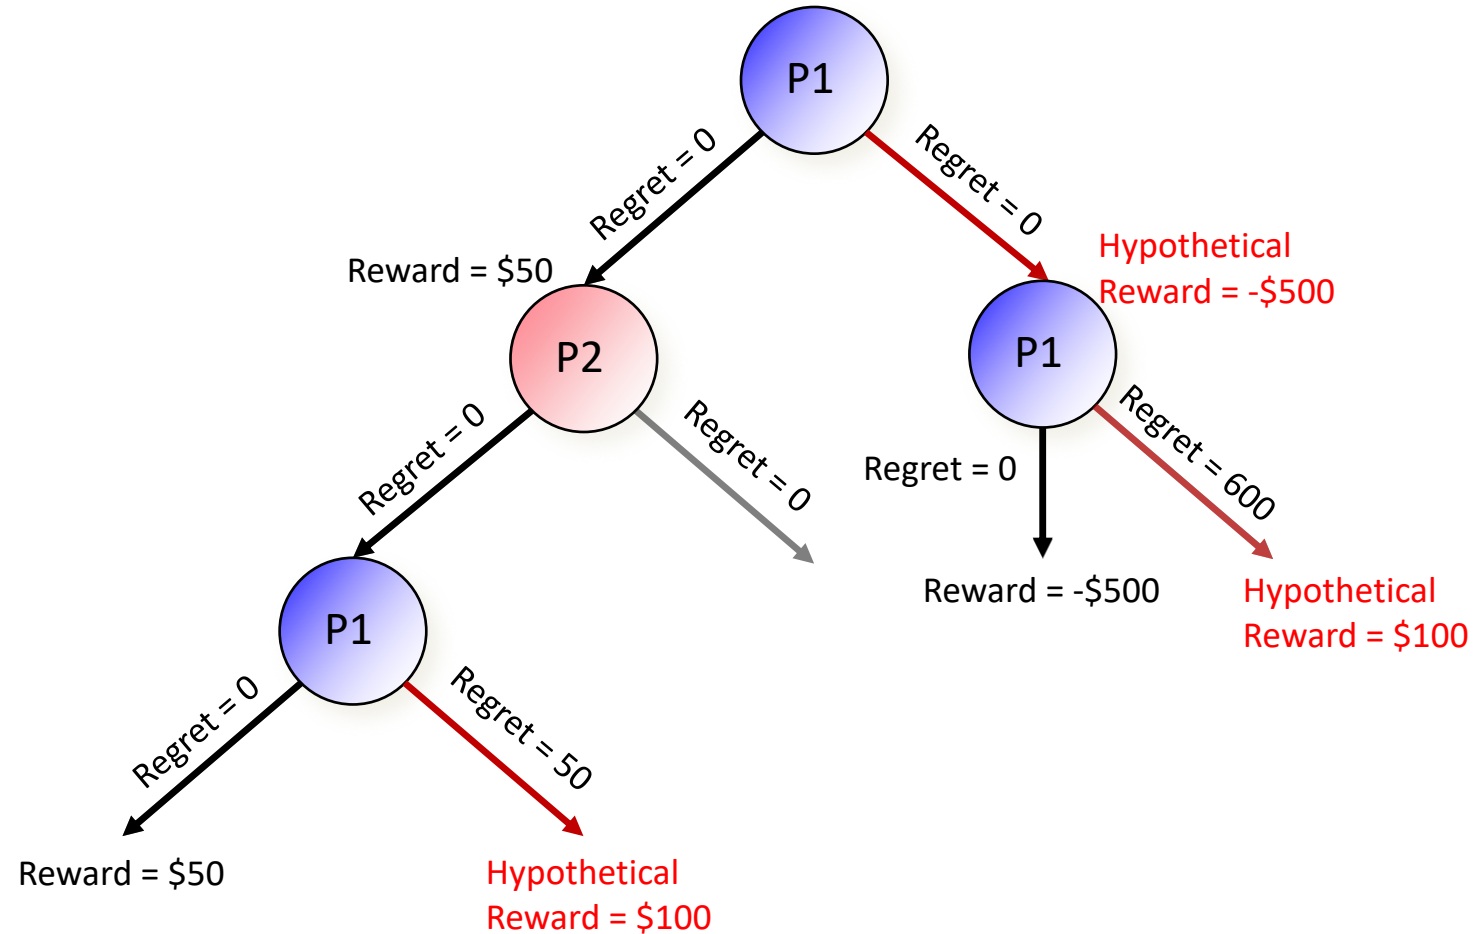 P1
Regret = 0
Regret = 0
Reward = $50
Hypothetical
Reward = -$500
P2
P1
Regret = 0
Regret = 0
Regret = 0
Regret = 600
Reward = -$500
Hypothetical
Reward = $100
P1
Regret = 0
Regret = 50
Reward = $50
Hypothetical
Reward = $100